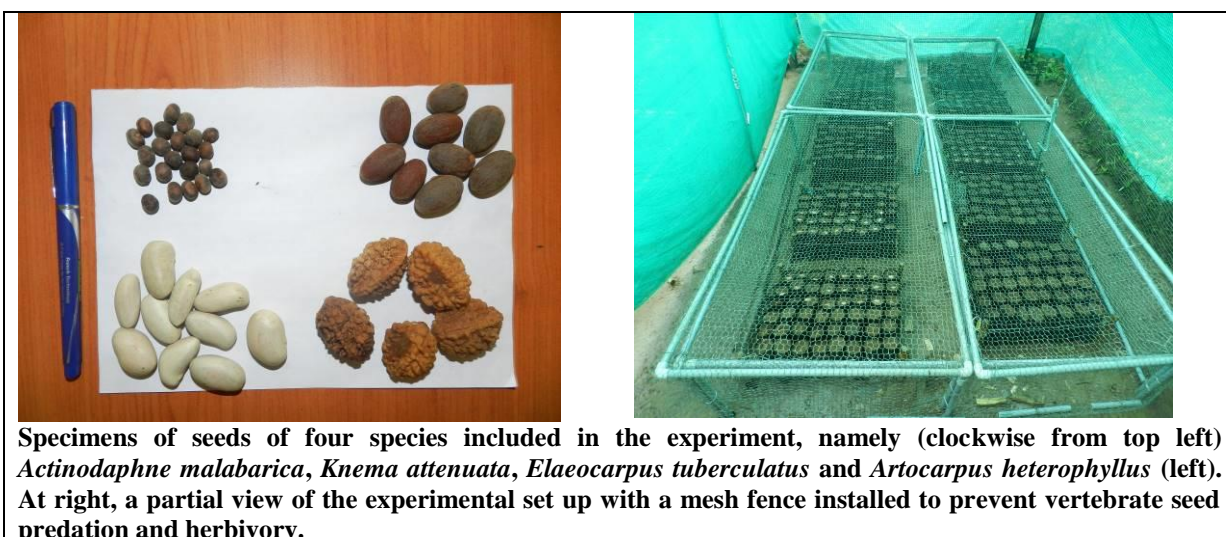 Specimens of seeds of four species included in the experiment, namely (clockwise from top left)
Actinodaphne malabarica, Knema attenuata, Elaeocarpus tuberculatus and Artocarpus heterophyllus (left).
At right, a partial view of the experimental set up with a mesh fence installed to prevent vertebrate seed
predation and herbivory.